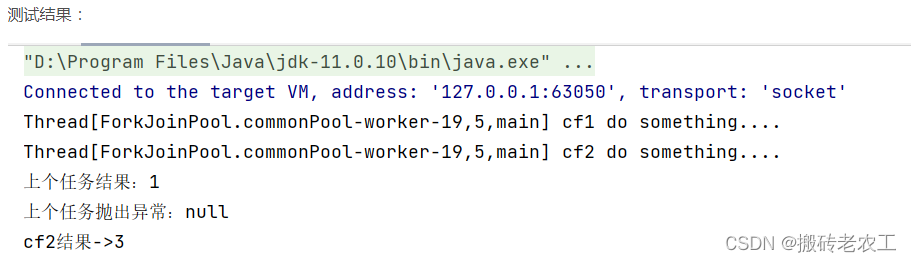 测试结果：
"D:\Program Files\Java\jdk-11.0.10\bin\java.exe" ...
Connected to the target VM, address: '127.0.0.1:63050', transport: 'socket'
Thread[ForkJoinPool.commonPool-worker-19,5,main] cf1 do something....
Thread[ForkJoinPool.commonPool-worker-19,5,main] cf2 do something....
上个任务结果：1
上个任务抛出异常：null
cf2结果->3
CSDN @搬砖老农工